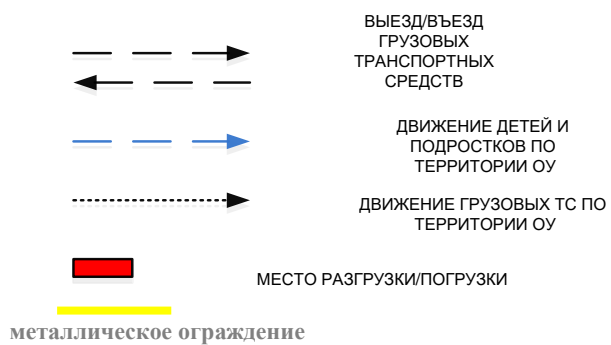 ВЫЕЗД/ВЪЕЗД
ГРУЗОВЫХ
ТРАНСПОРТНЫХ
СРЕДСТВ
ДВИЖЕНИЕ ДЕТЕЙ И
ПОДРОСТКОВ ПО
ТЕРРИТОРИИ ОУ
ДВИЖЕНИЕ ГРУЗОВЫХ ТС ПО
ТЕРРИТОРИИ ОУ
МЕСТО РАЗГРУЗКИ/ПОГРУЗКИ
металлическое ограждение